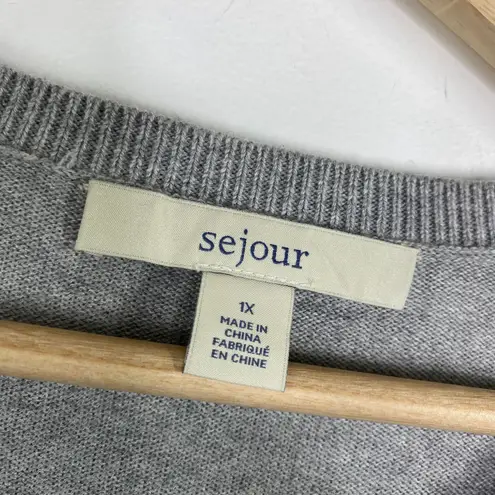 sejour
1X
MADE IN
CHINA
FABRIQUÉ
EN CHINE